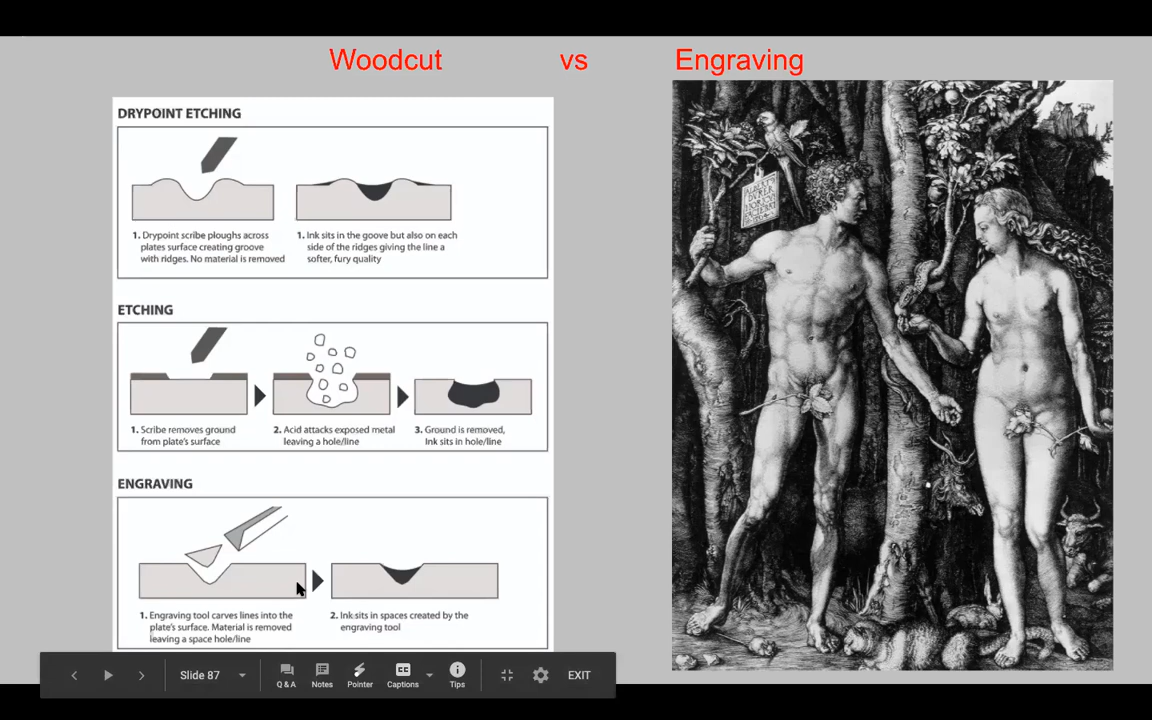 Woodcut vs Engraving
DRYPOINT ETCHING
1. Drypoint scribe ploughs across
plates surface creating groove
with ridges. No material is removed
1. Ink sits in the goove but also on each
side of the ridges giving the line a
softer, fury quality
ETCHING
1. Scribe removes ground
from plate's surface
2. Acid attacks exposed metal
leaving a hole/line
3. Ground is removed,
Ink sits in hole/line
ENGRAVING
1. Engraving tool carves lines into the
plate's surface. Material is removed
leaving a space hole/line
2. Ink sits in spaces created by the
engraving tool
ALBERT
DVRER
NORICVS
Slide 87
Q & A
Notes
Pointer
CC
Captions
Tips
EXIT